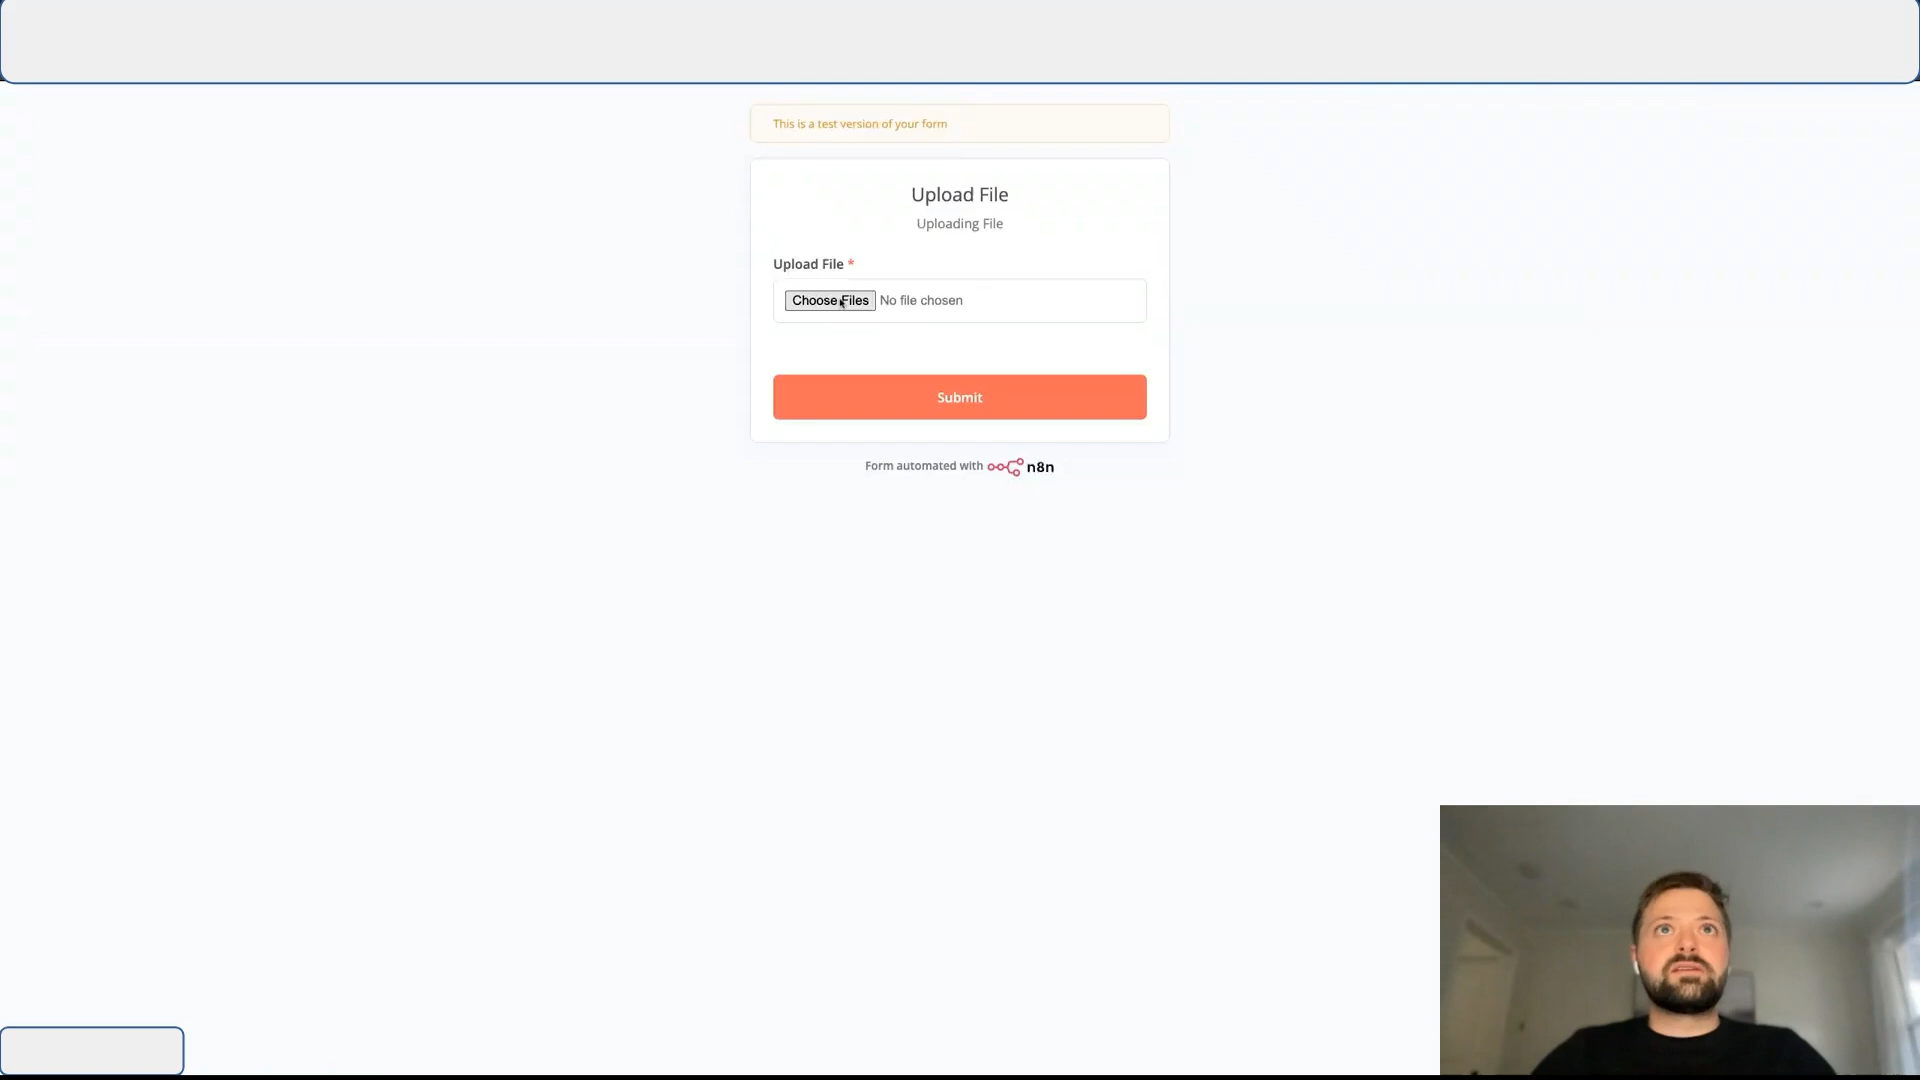 This is a test version of your form
Upload File
Uploading File
Upload File *
Choose Files No file chosen
Submit
Form automated with n8n